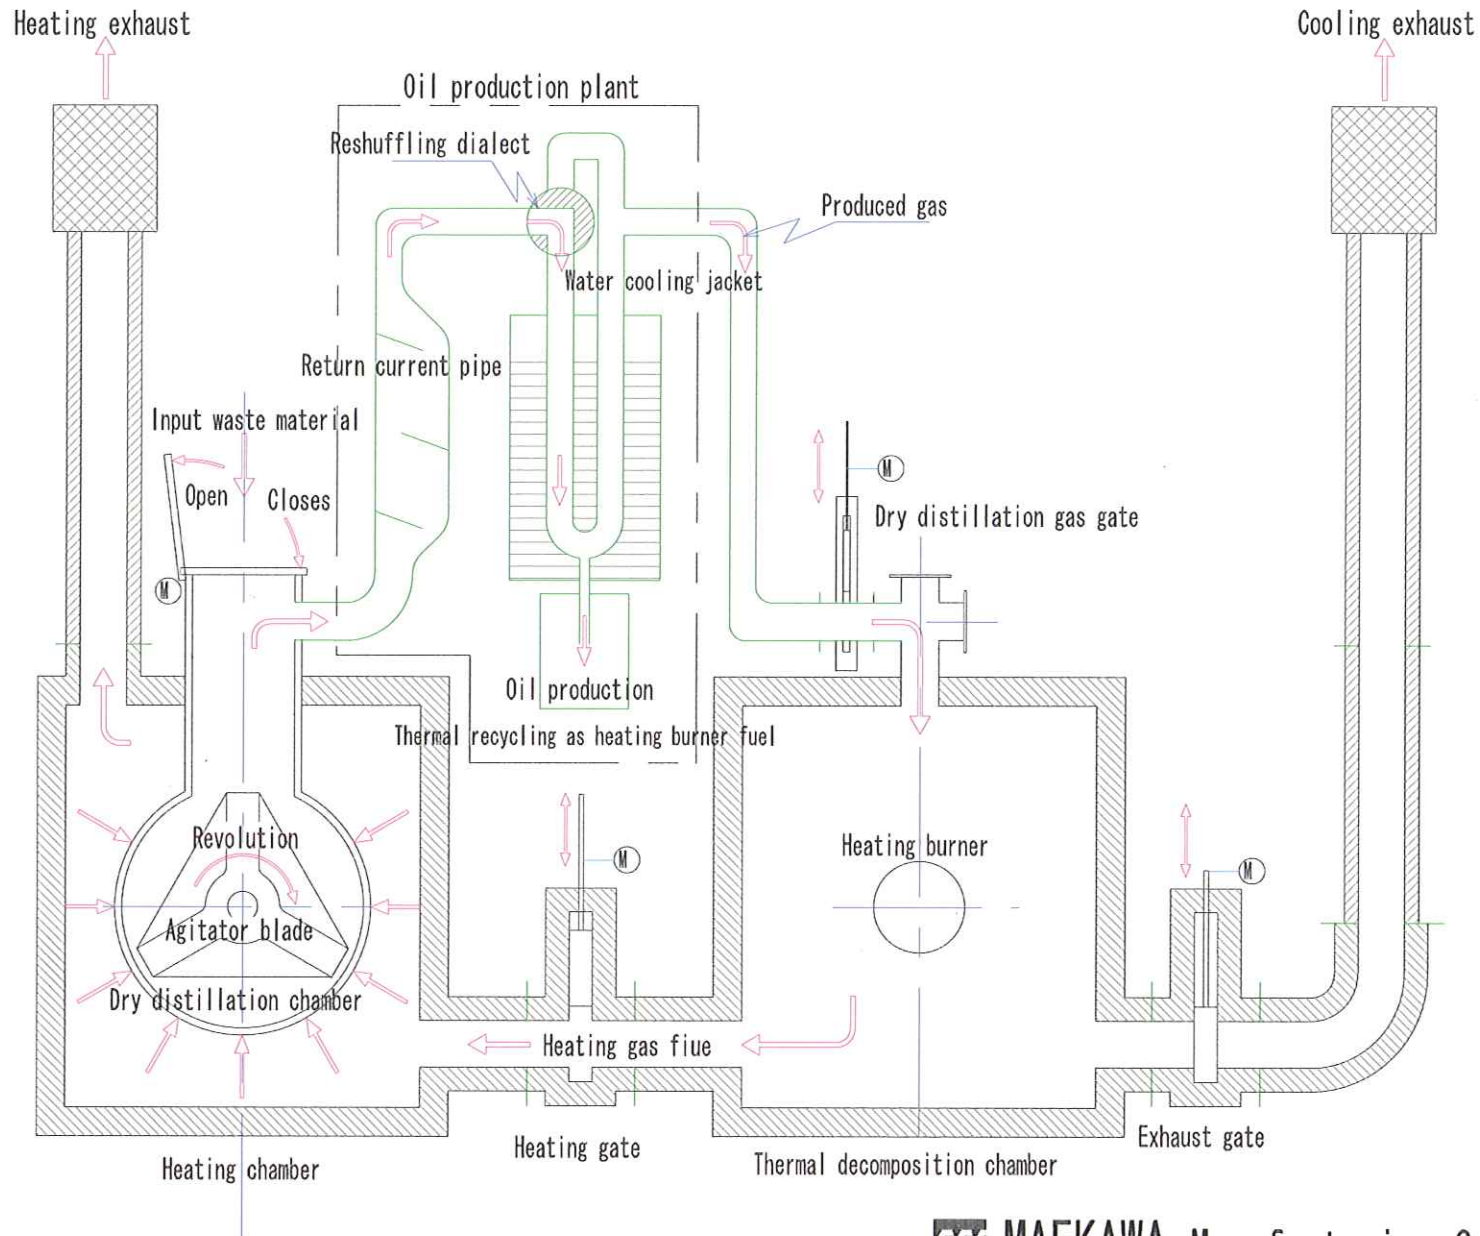 Heating exhaust
Cooling exhaust
Oil production plant
Reshuffling dialect
Produced gas
Water cooling jacket
Return current pipe
Input waste material
Open
Closes
M
M
Dry distillation gas gate
Oil production
Thermal recycling as heating burner fuel
Revolution
Agitator blade
Dry distillation chamber
M
Heating burner
M
Heating gas fiue
Heating gate
Exhaust gate
Heating chamber
Thermal decomposition chamber
MAEKAWA